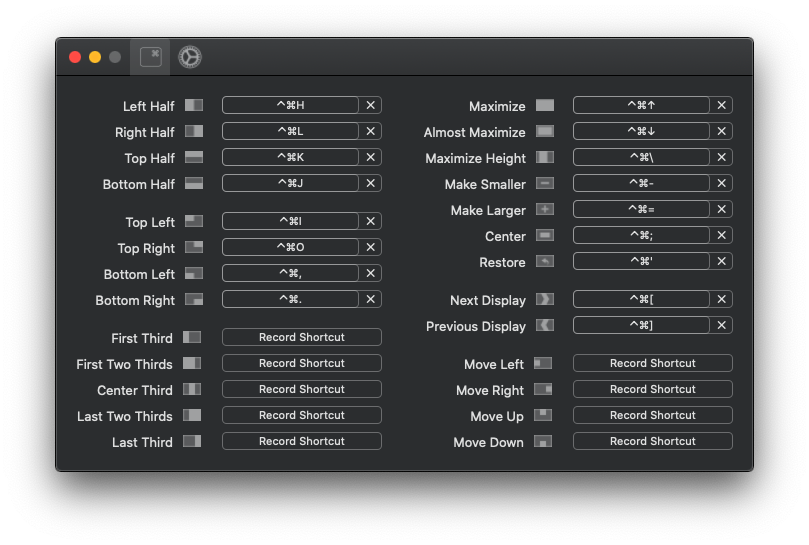 Left Half ^⌘H ✕
Right Half ^⌘L ✕
Top Half ^⌘K ✕
Bottom Half ^⌘J ✕
Top Left ^⌘I ✕
Top Right ^⌘O ✕
Bottom Left ^⌘, ✕
Bottom Right ^⌘. ✕
First Third Record Shortcut
First Two Thirds Record Shortcut
Center Third Record Shortcut
Last Two Thirds Record Shortcut
Last Third Record Shortcut
Maximize ^⌘↑ ✕
Almost Maximize ^⌘↓ ✕
Maximize Height ^⌘\ ✕
Make Smaller ^⌘- ✕
Make Larger ^⌘= ✕
Center ^⌘; ✕
Restore ^⌘' ✕
Next Display ^⌘[ ✕
Previous Display ^⌘] ✕
Move Left Record Shortcut
Move Right Record Shortcut
Move Up Record Shortcut
Move Down Record Shortcut